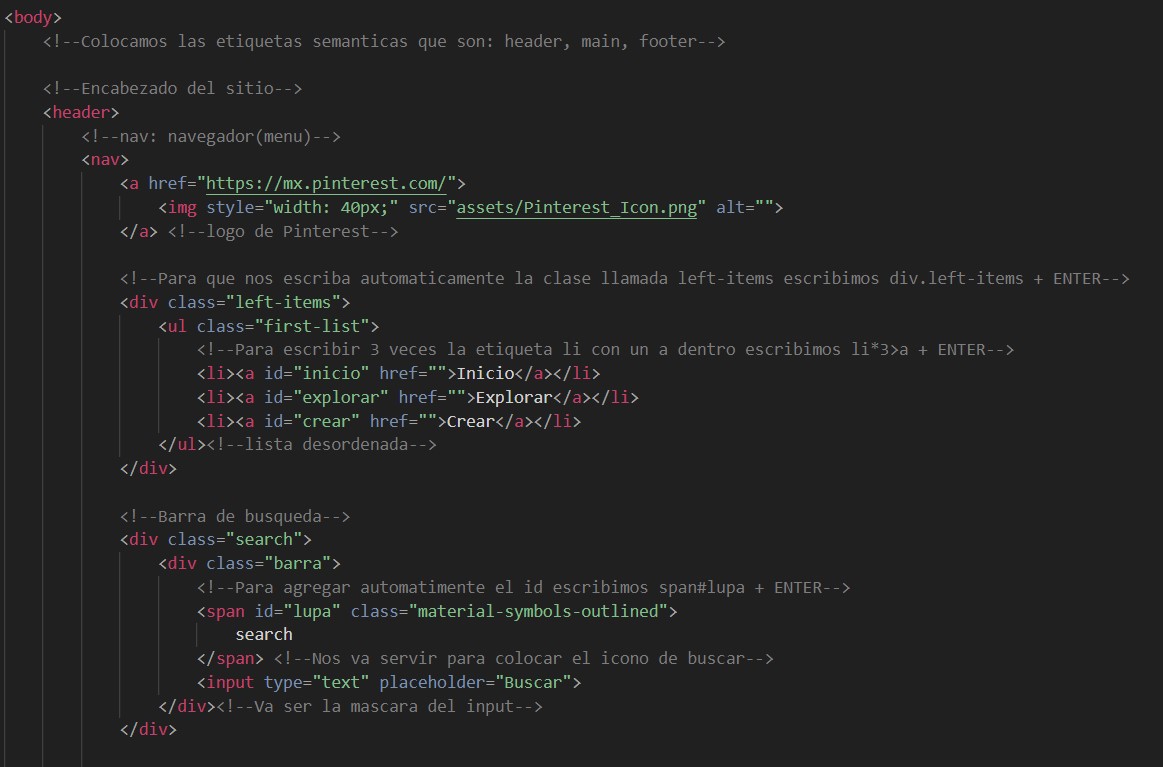 <body>
<!--Colocamos las etiquetas semanticas que son: header, main, footer-->
<!--Encabezado del sitio-->
<header>
<!--nav: navegador(menu)-->
<nav>
<a href="https://mx.pinterest.com/">
<img style="width: 40px;" src="assets/Pinterest_Icon.png" alt="">
</a> <!--logo de Pinterest-->
<!--Para que nos escriba automaticamente la clase llamada left-items escribimos div.left-items + ENTER-->
<div class="left-items">
<ul class="first-list">
<!--Para escribir 3 veces la etiqueta li con un a dentro escribimos li*3>a + ENTER-->
<li><a id="inicio" href="">Inicio</a></li>
<li><a id="explorar" href="">Explorar</a></li>
<li><a id="crear" href="">Crear</a></li>
</ul><!--lista desordenada-->
</div>
<!--Barra de busqueda-->
<div class="search">
<div class="barra">
<!--Para agregar automatimente el id escribimos span#lupa + ENTER-->
<span id="lupa" class="material-symbols-outlined">
search
</span> <!--Nos va servir para colocar el icono de buscar-->
<input type="text" placeholder="Buscar">
</div><!--Va ser la mascara del input-->
</div>